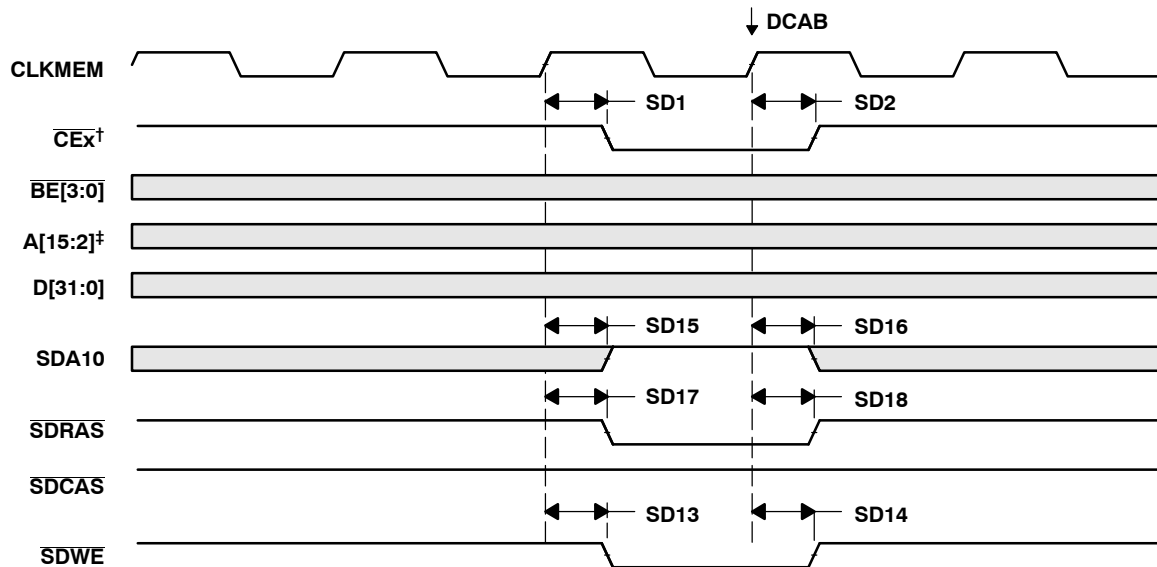 DCAB
CLKMEM
SD1 SD2
CEx†
BE[3:0]
A[15:2]‡
D[31:0]
SD15 SD16
SDA10
SD17 SD18
SDRAS
SDCAS
SD13 SD14
SDWE